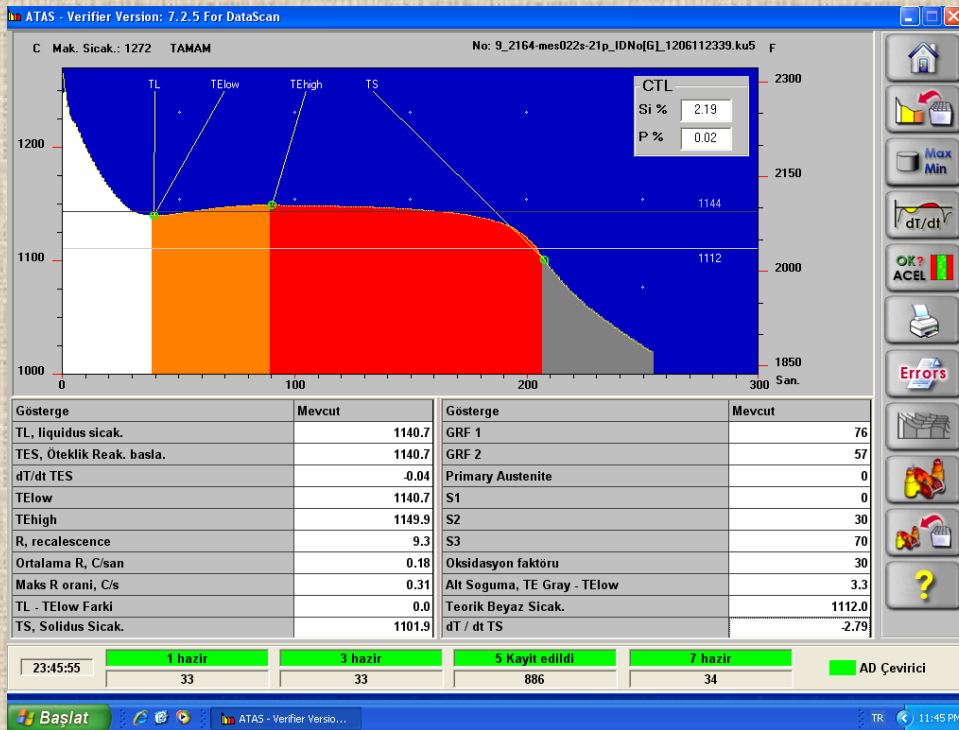 ATAS - Verifier Version: 7.2.5 For DataScan
C Mak. Sicak.: 1272 TAMAM No: 9_2164-mes022s-21p_IDNo[G]_1206112339.ku5 F
TL TElow TEhigh TS
CTL
Si % 2.19
P % 0.02
2300
1200
2150
1144
1100
1112
2000
1000
1850
0 100 200 300 San.
Max
Min
dT/dt
OK?
ACEL
Errors
?
Gösterge Mevcut Gösterge Mevcut
TL, liquidus sicak. 1140.7 GRF 1 76
TES, Öteklik Reak. basla. 1140.7 GRF 2 57
dT/dt TES -0.04 Primary Austenite 0
TElow 1140.7 S1 0
TEhigh 1149.9 S2 30
R, recalescence 9.3 S3 70
Ortalama R, C/san 0.18 Oksidasyon faktöru 30
Maks R orani, C/s 0.31 Alt Soguma, TE Gray - TElow 3.3
TL - TElow Farki 0.0 Teorik Beyaz Sicak. 1112.0
TS, Solidus Sicak. 1101.9 dT / dt TS -2.79
23:45:55
1 hazir 3 hazir 5 Kayit edildi 7 hazir
33 33 886 34
AD Çevirici
Başlat ATAS - Verifier Versio... TR 11:45 PM